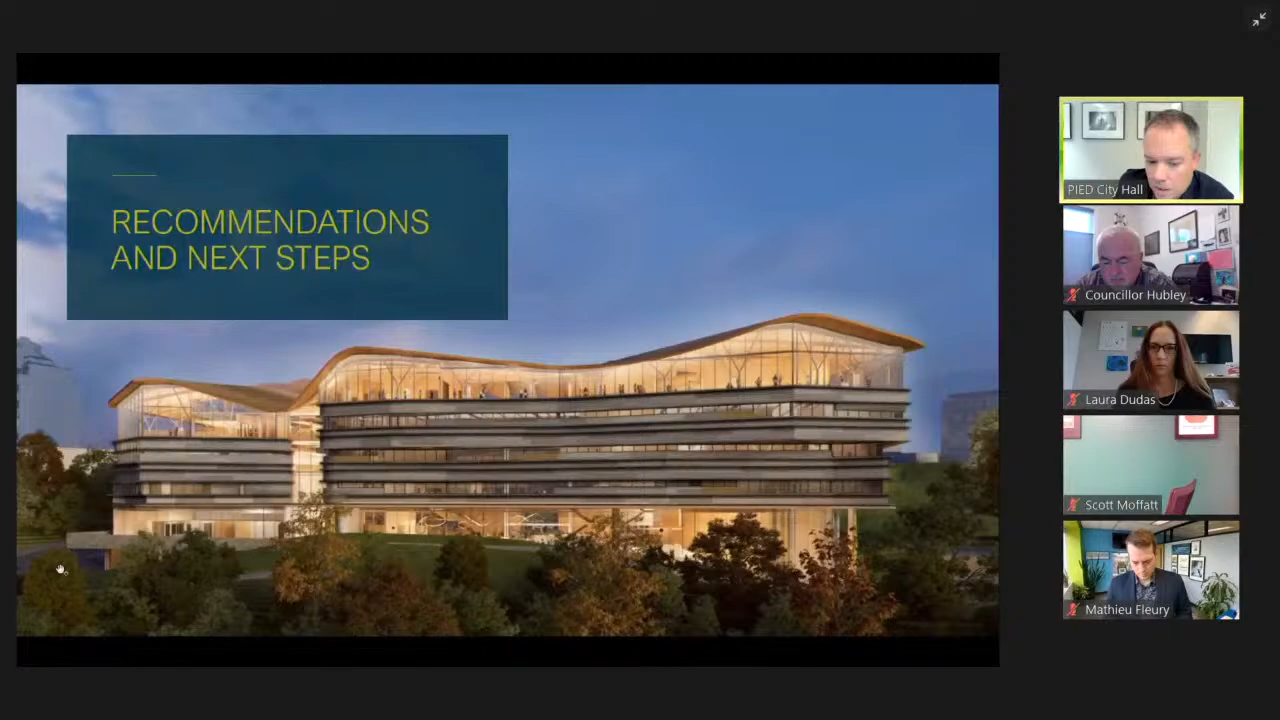 RECOMMENDATIONS
AND NEXT STEPS
PIED City Hall
Councillor Hubley
Laura Dudas
Scott Moffatt
Mathieu Fleury